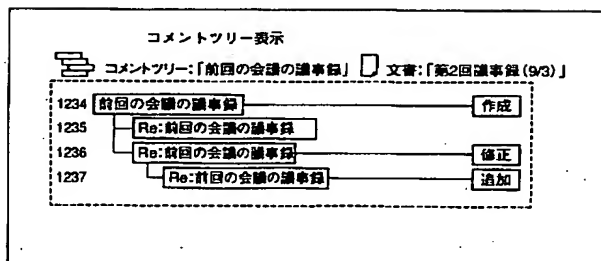 コメントツリー表示
コメントツリー:「前回の会議の議事録」 文書:「第2回議事録(9/3)」
1234 前回の会議の議事録 作成
1235 Re:前回の会議の議事録
1236 Re:前回の会議の議事録 修正
1237 Re:前回の会議の議事録 追加